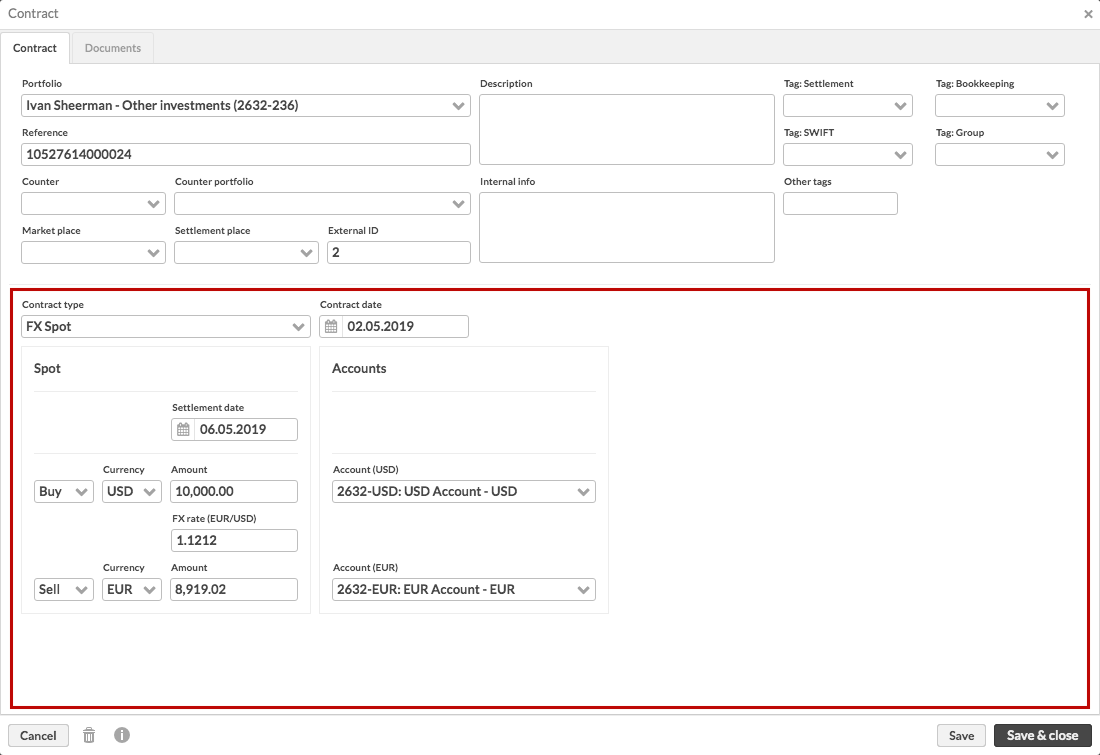 Contract
Contract Documents
Portfolio Description Tag: Settlement Tag: Bookkeeping
Ivan Sheerman - Other investments (2632-236)
Reference Tag: SWIFT Tag: Group
10527614000024
Counter Counter portfolio Internal info Other tags
Market place Settlement place External ID
2
Contract type Contract date
FX Spot 02.05.2019
Spot Accounts
Settlement date
06.05.2019
Currency Amount Account (USD)
Buy USD 10,000.00 2632-USD: USD Account - USD
FX rate (EUR/USD)
1.1212
Currency Amount Account (EUR)
Sell EUR 8,919.02 2632-EUR: EUR Account - EUR
Cancel Save Save & close